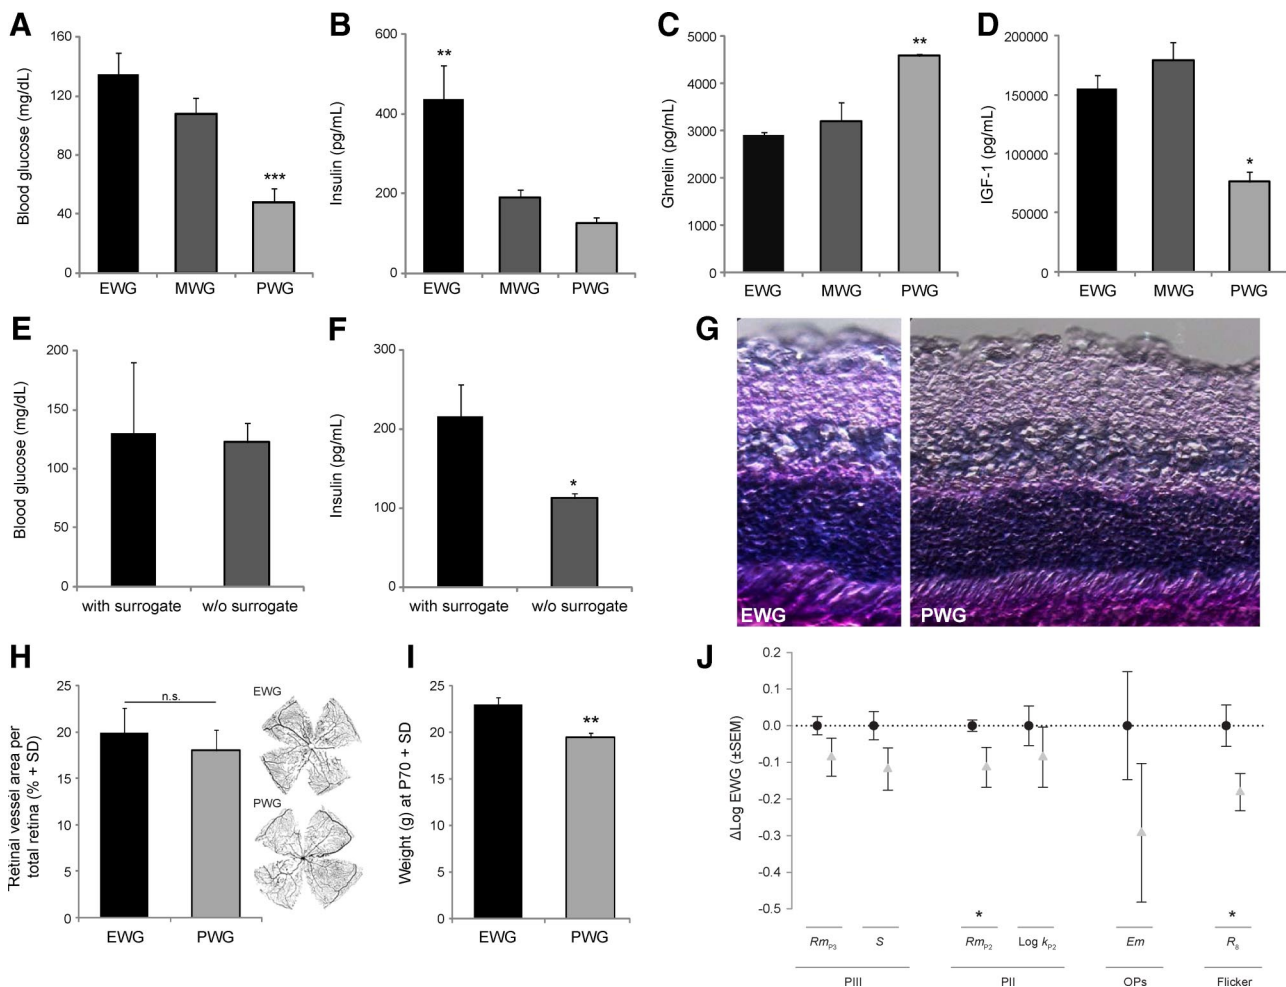 A
Blood glucose (mg/dL)
160
120
80
40
0
***
EWG MWG PWG
B
Insulin (pg/mL)
600
400
200
0
**
EWG MWG PWG
C
Ghrelin (pg/mL)
5000
4000
3000
2000
1000
0
**
EWG MWG PWG
D
IGF-1 (pg/mL)
200000
150000
100000
50000
0
*
EWG MWG PWG
E
Blood glucose (mg/dL)
200
150
100
50
0
with surrogate w/o surrogate
F
Insulin (pg/mL)
300
200
100
0
*
with surrogate w/o surrogate
G
EWG PWG
H
Retinal vessel area per
total retina (% + SD)
25
20
15
10
5
0
n.s.
EWG PWG
EWG
PWG
I
Weight (g) at P70 + SD
25
20
15
10
5
0
**
EWG PWG
J
ΔLog EWG (±SEM)
0.2
0.1
0.0
-0.1
-0.2
-0.3
-0.4
-0.5
* *
Rm P3 S Rm P2 Log k P2 Em R 8
PIII PII OPs Flicker